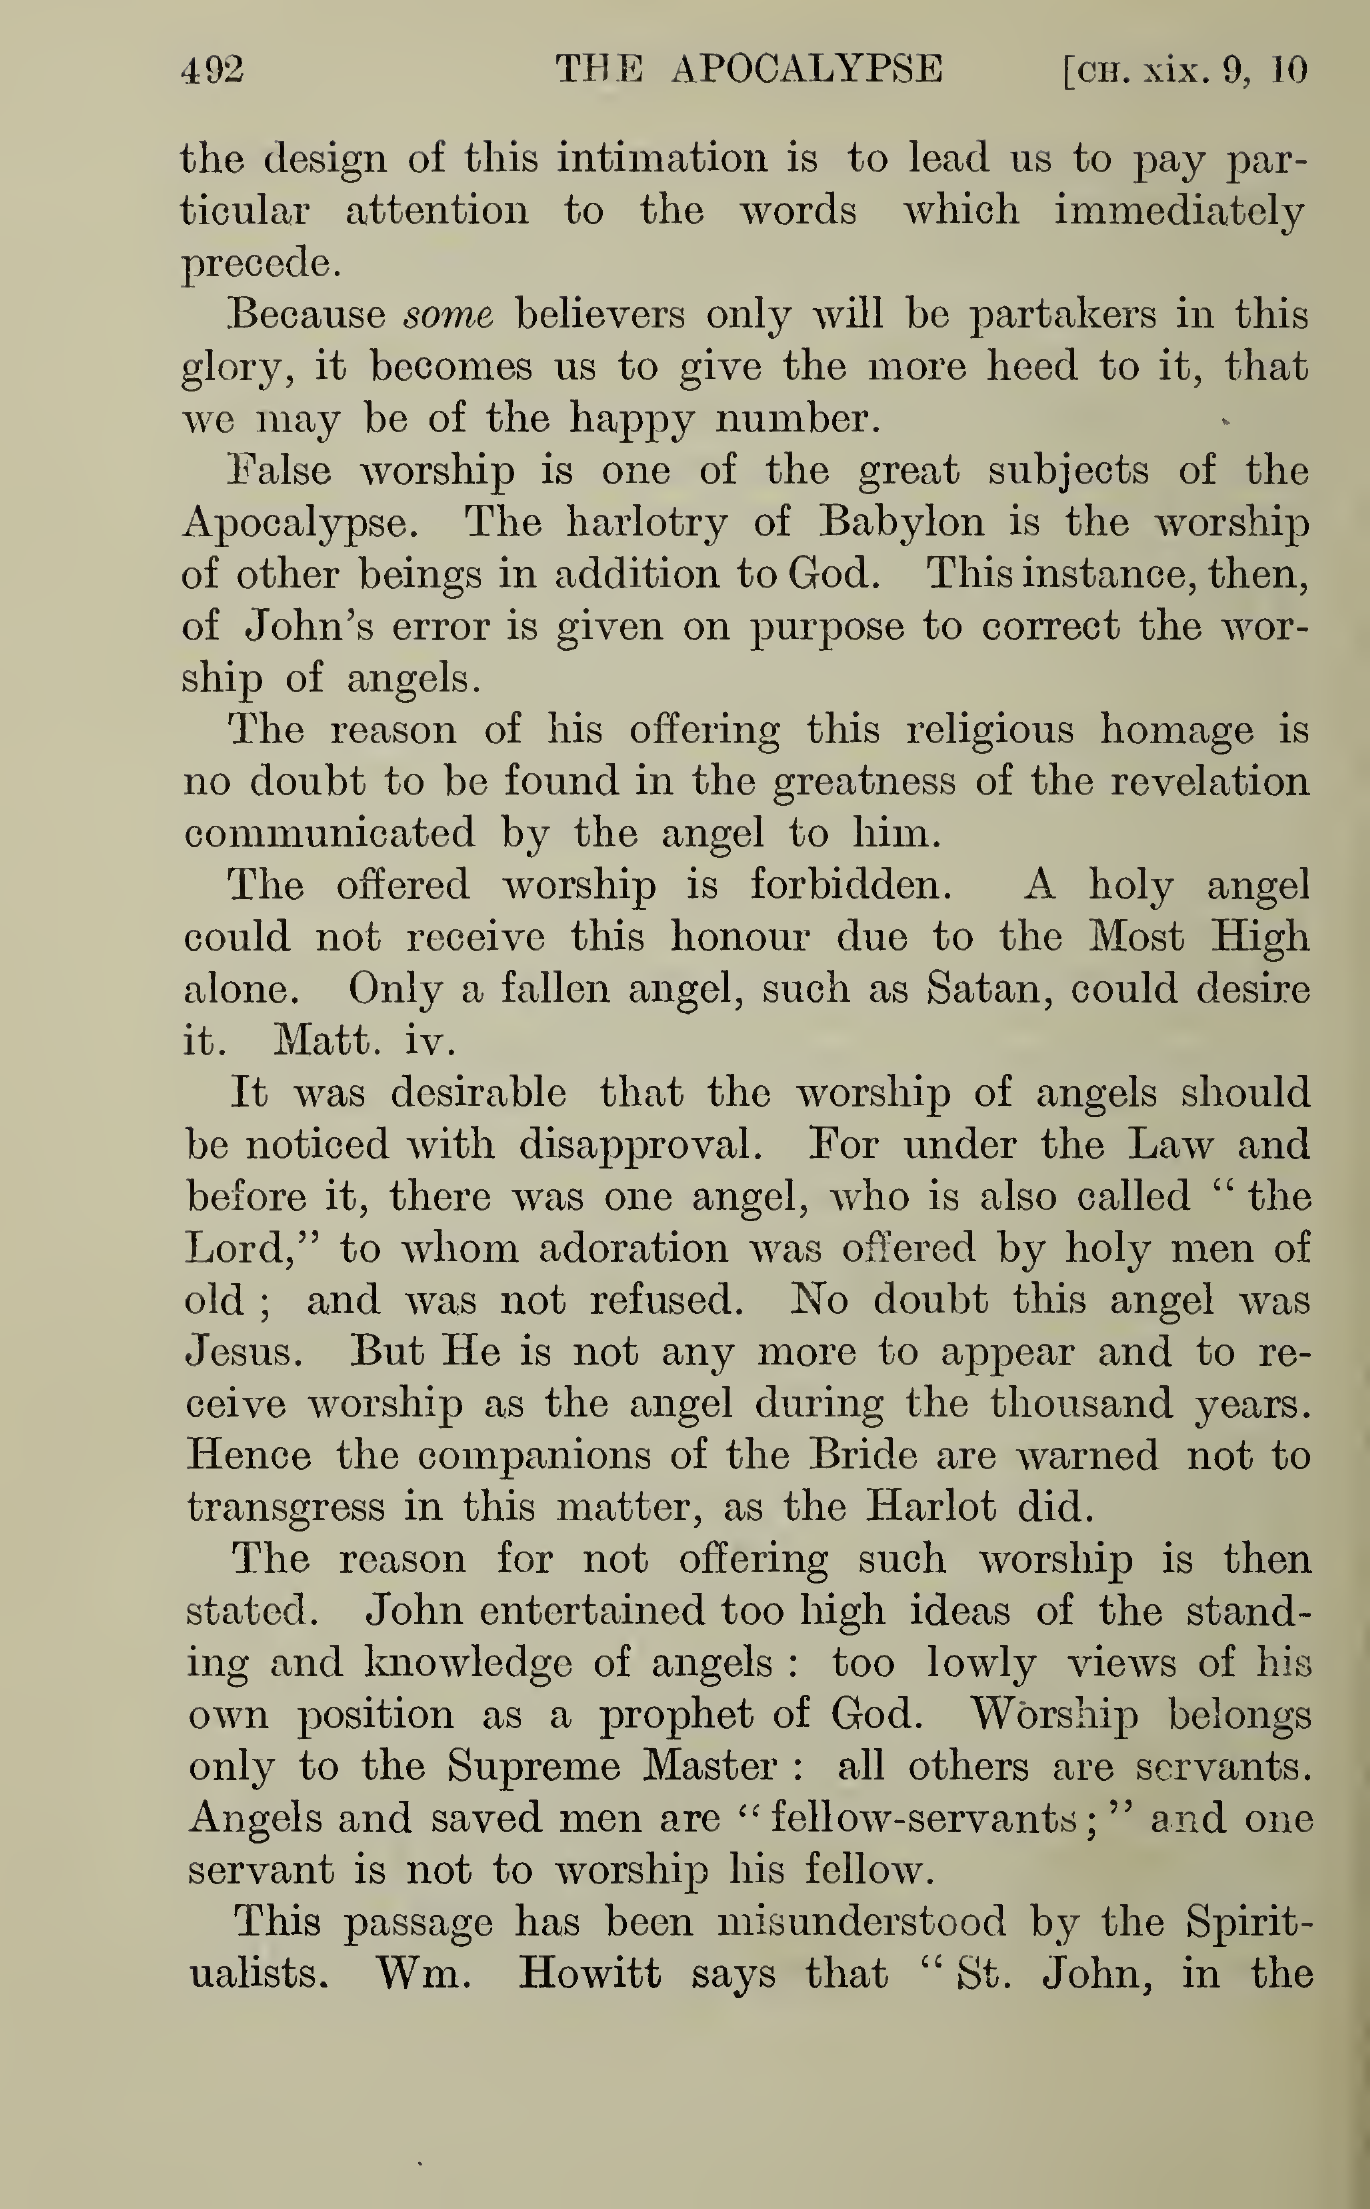 492 THE APOCALYPSE [CH. xix. 9, 10
the design of this intimation is to lead us to pay par-
ticular attention to the words which immediately
precede.
Because some believers only will be partakers in this
glory, it becomes us to give the more heed to it, that
we may be of the happy number.
False worship is one of the great subjects of the
Apocalypse. The harlotry of Babylon is the worship
of other beings in addition to God. This instance, then,
of John's error is given on purpose to correct the wor-
ship of angels.
The reason of his offering this religious homage is
no doubt to be found in the greatness of the revelation
communicated by the angel to him.
The offered worship is forbidden. A holy angel
could not receive this honour due to the Most High
alone. Only a fallen angel, such as Satan, could desire
it. Matt. iv.
It was desirable that the worship of angels should
be noticed with disapproval. For under the Law and
before it, there was one angel, who is also called "the
Lord," to whom adoration was offered by holy men of
old ; and was not refused. No doubt this angel was
Jesus. But He is not any more to appear and to re-
ceive worship as the angel during the thousand years.
Hence the companions of the Bride are warned not to
transgress in this matter, as the Harlot did.
The reason for not offering such worship is then
stated. John entertained too high ideas of the stand-
ing and knowledge of angels : too lowly views of his
own position as a prophet of God. Worship belongs
only to the Supreme Master : all others are servants.
Angels and saved men are "fellow-servants ;" and one
servant is not to worship his fellow.
This passage has been misunderstood by the Spirit-
ualists. Wm. Howitt says that "St. John, in the